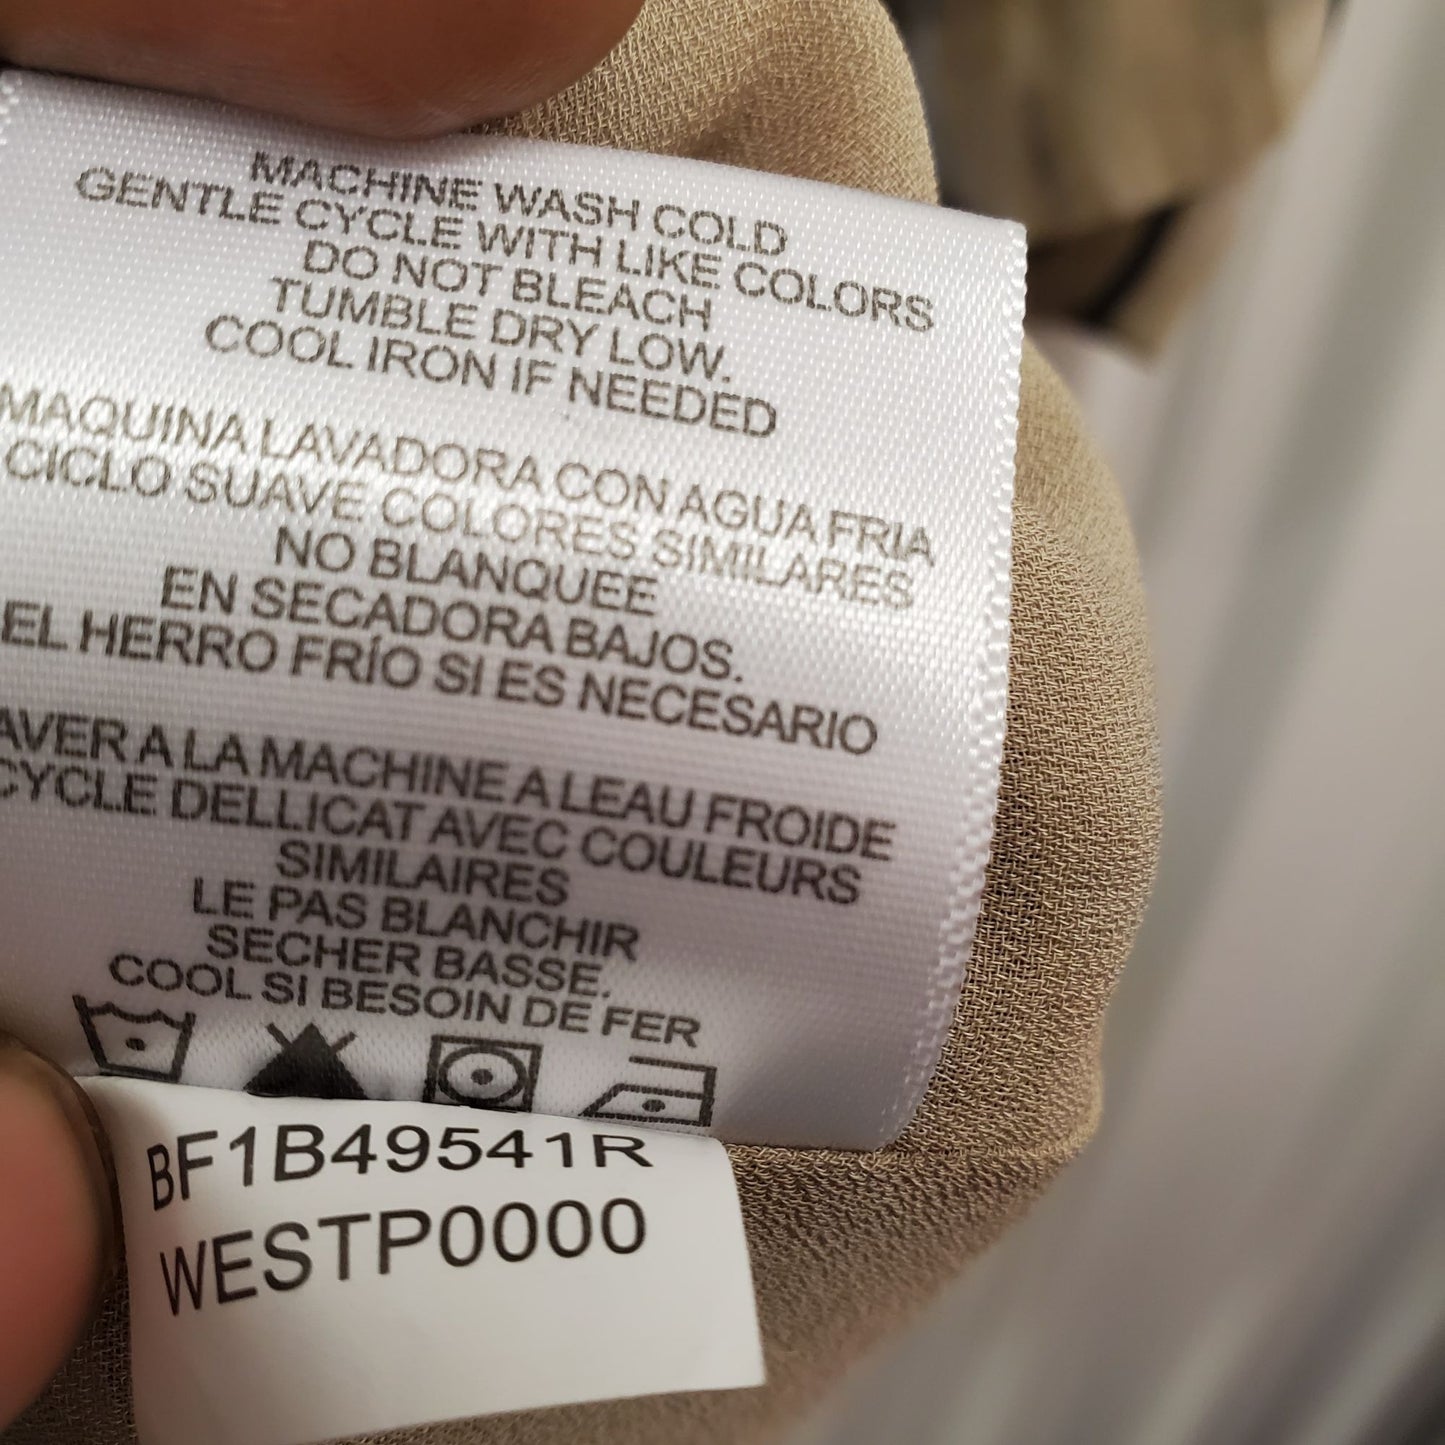 MACHINE WASH COLD
GENTLE CYCLE WITH LIKE COLORS
DO NOT BLEACH
TUMBLE DRY LOW.
COOL IRON IF NEEDED
MAQUINA LAVADORA CON AGUA FRIA
CICLO SUAVE COLORES SIMILARES
NO BLANQUEE
EN SECADORA BAJOS.
EL HERRO FRÍO SI ES NECESARIO
AVER A LA MACHINE A LEAU FROIDE
CYCLE DELLICAT AVEC COULEURS
SIMILAIRES
LE PAS BLANCHIR
SECHER BASSE.
COOL SI BESOIN DE FER
BF1B49541R
WESTP0000